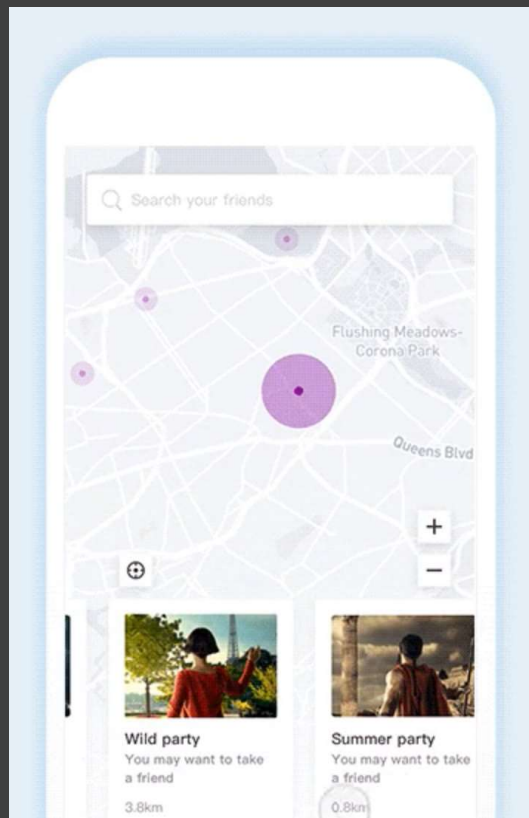 Search your friends
Flushing Meadows-
Corona Park
Queens Blvd
+
−
Wild party
You may want to take
a friend
3.8km
Summer party
You may want to take
a friend
0.8km